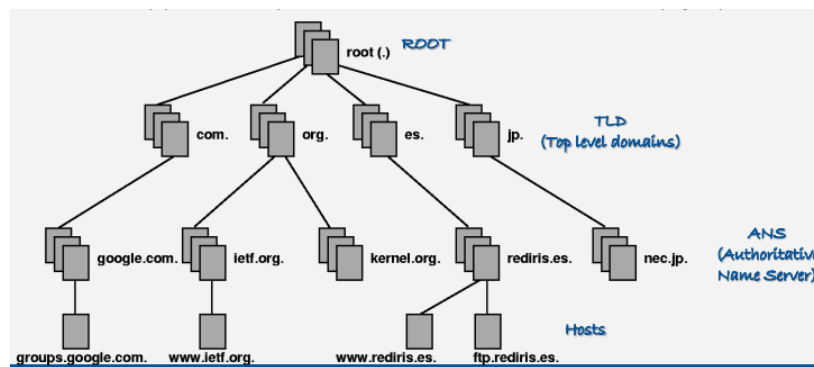 root (.)
ROOT
com.
org.
es.
jp.
TLD
(Top level domains)
google.com.
ietf.org.
kernel.org.
rediris.es.
nec.jp.
ANS
(Authoritative
Name Server)
Hosts
groups.google.com.
www.ietf.org.
www.rediris.es.
ftp.rediris.es.